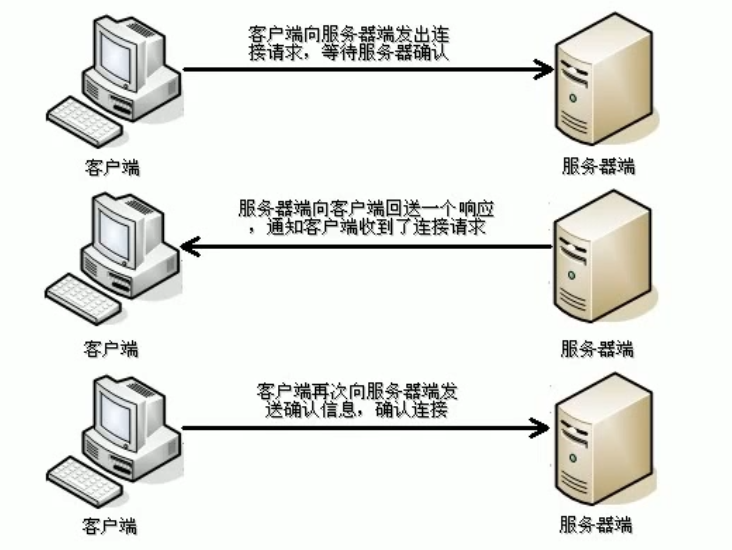 客户端向服务器端发出连
接请求，等待服务器确认
客户端
服务器端
服务器端向客户端回送一个响应
，通知客户端收到了连接请求
客户端
服务器端
客户端再次向服务器端发
送确认信息，确认连接
客户端
服务器端